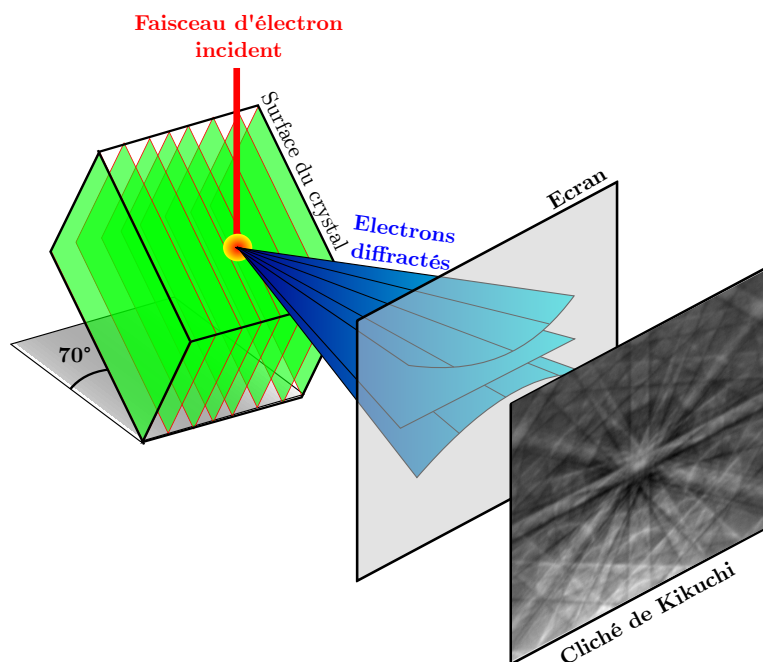 Faisceau d'électron
incident
Surface du crystal
Ecran
Electrons
diffractés
70°
Cliché de Kikuchi